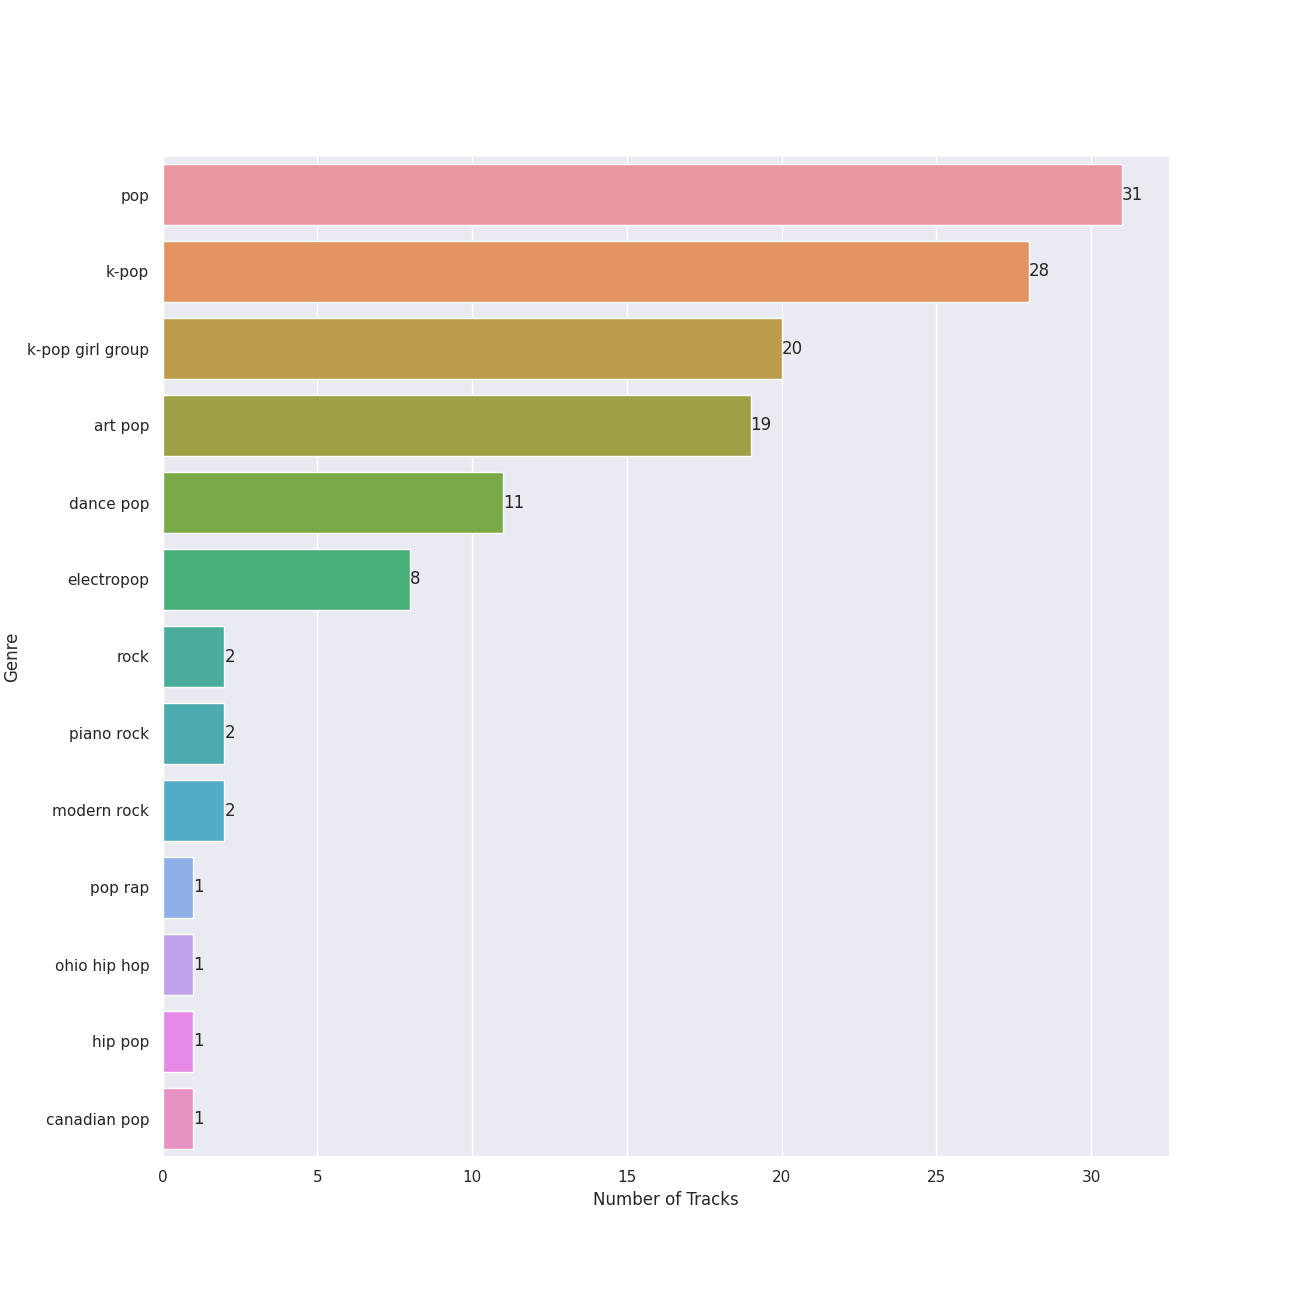 pop 31
k-pop 28
k-pop girl group 20
art pop 19
dance pop 11
electropop 8
rock 2
piano rock 2
modern rock 2
pop rap 1
ohio hip hop 1
hip pop 1
canadian pop 1
0 5 10 15 20 25 30
Number of Tracks
Genre